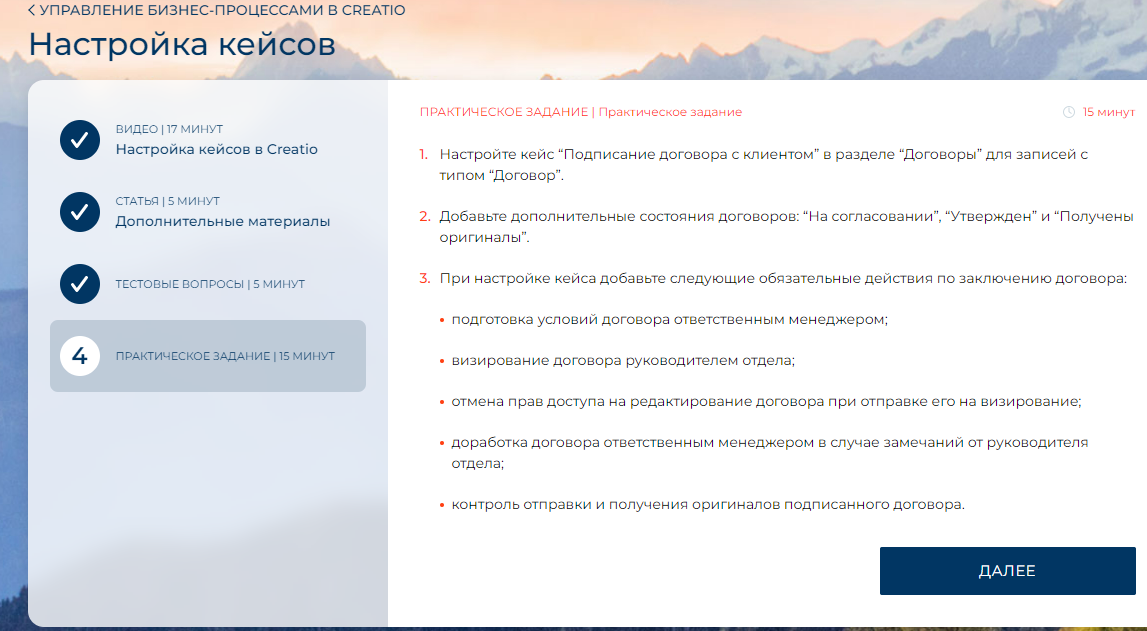 < УПРАВЛЕНИЕ БИЗНЕС-ПРОЦЕССАМИ В CREATIO
Настройка кейсов
ВИДЕО | 17 МИНУТ
Настройка кейсов в Creatio
СТАТЬЯ | 5 МИНУТ
Дополнительные материалы
ТЕСТОВЫЕ ВОПРОСЫ | 5 МИНУТ
4
ПРАКТИЧЕСКОЕ ЗАДАНИЕ | 15 МИНУТ
ПРАКТИЧЕСКОЕ ЗАДАНИЕ | Практическое задание
15 минут
1. Настройте кейс “Подписание договора с клиентом” в разделе “Договоры” для записей с
типом “Договор”.
2. Добавьте дополнительные состояния договоров: “На согласовании”, “Утвержден” и “Получены
оригиналы”.
3. При настройке кейса добавьте следующие обязательные действия по заключению договора:
• подготовка условий договора ответственным менеджером;
• визирование договора руководителем отдела;
• отмена прав доступа на редактирование договора при отправке его на визирование;
• доработка договора ответственным менеджером в случае замечаний от руководителя
отдела;
• контроль отправки и получения оригиналов подписанного договора.
ДАЛЕЕ